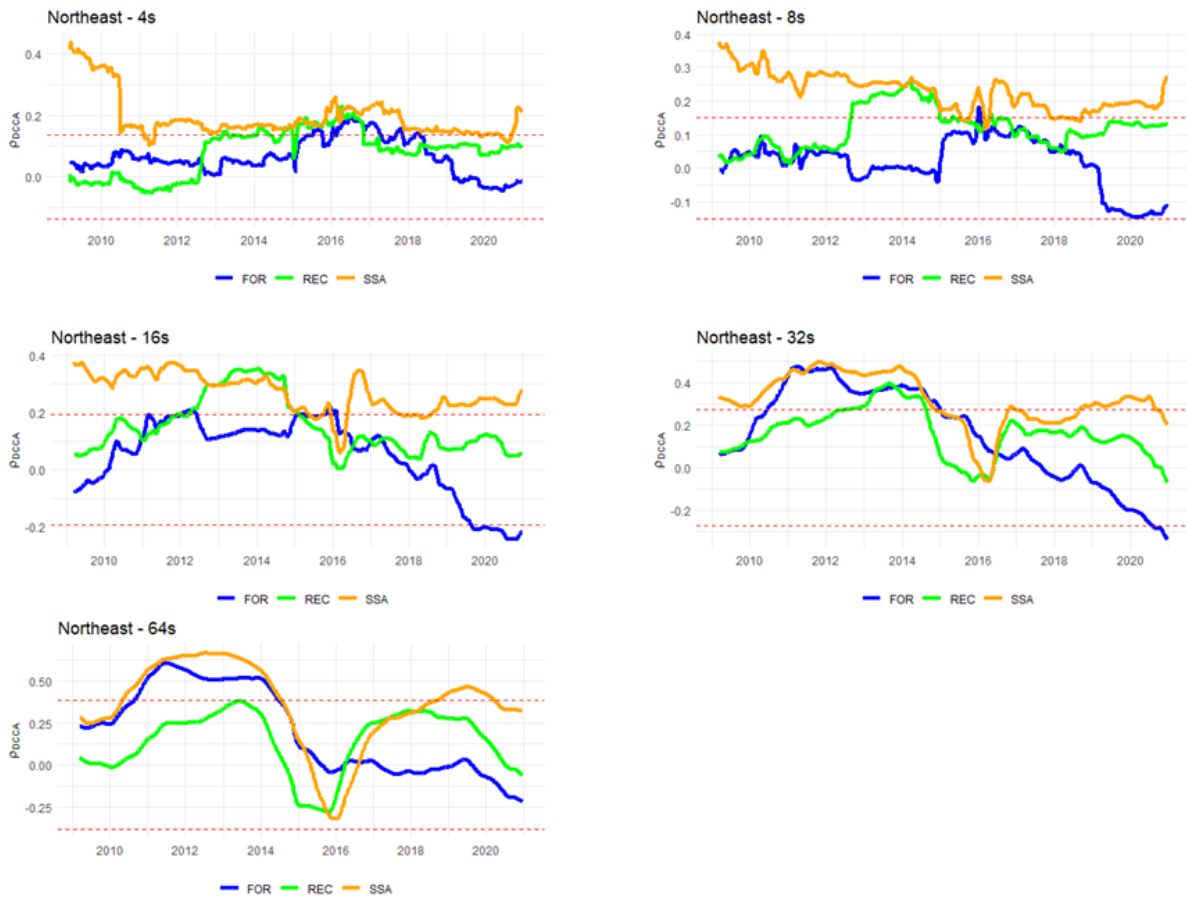 Northeast - 4s
0.4
0.2
0.0
ρDCCA
2010 2012 2014 2016 2018 2020
FOR REC SSA
Northeast - 8s
0.4
0.3
0.2
0.1
0.0
-0.1
ρDCCA
2010 2012 2014 2016 2018 2020
FOR REC SSA
Northeast - 16s
0.4
0.2
0.0
-0.2
ρDCCA
2010 2012 2014 2016 2018 2020
FOR REC SSA
Northeast - 32s
0.4
0.2
0.0
-0.2
ρDCCA
2010 2012 2014 2016 2018 2020
FOR REC SSA
Northeast - 64s
0.50
0.25
0.00
-0.25
ρDCCA
2010 2012 2014 2016 2018 2020
FOR REC SSA